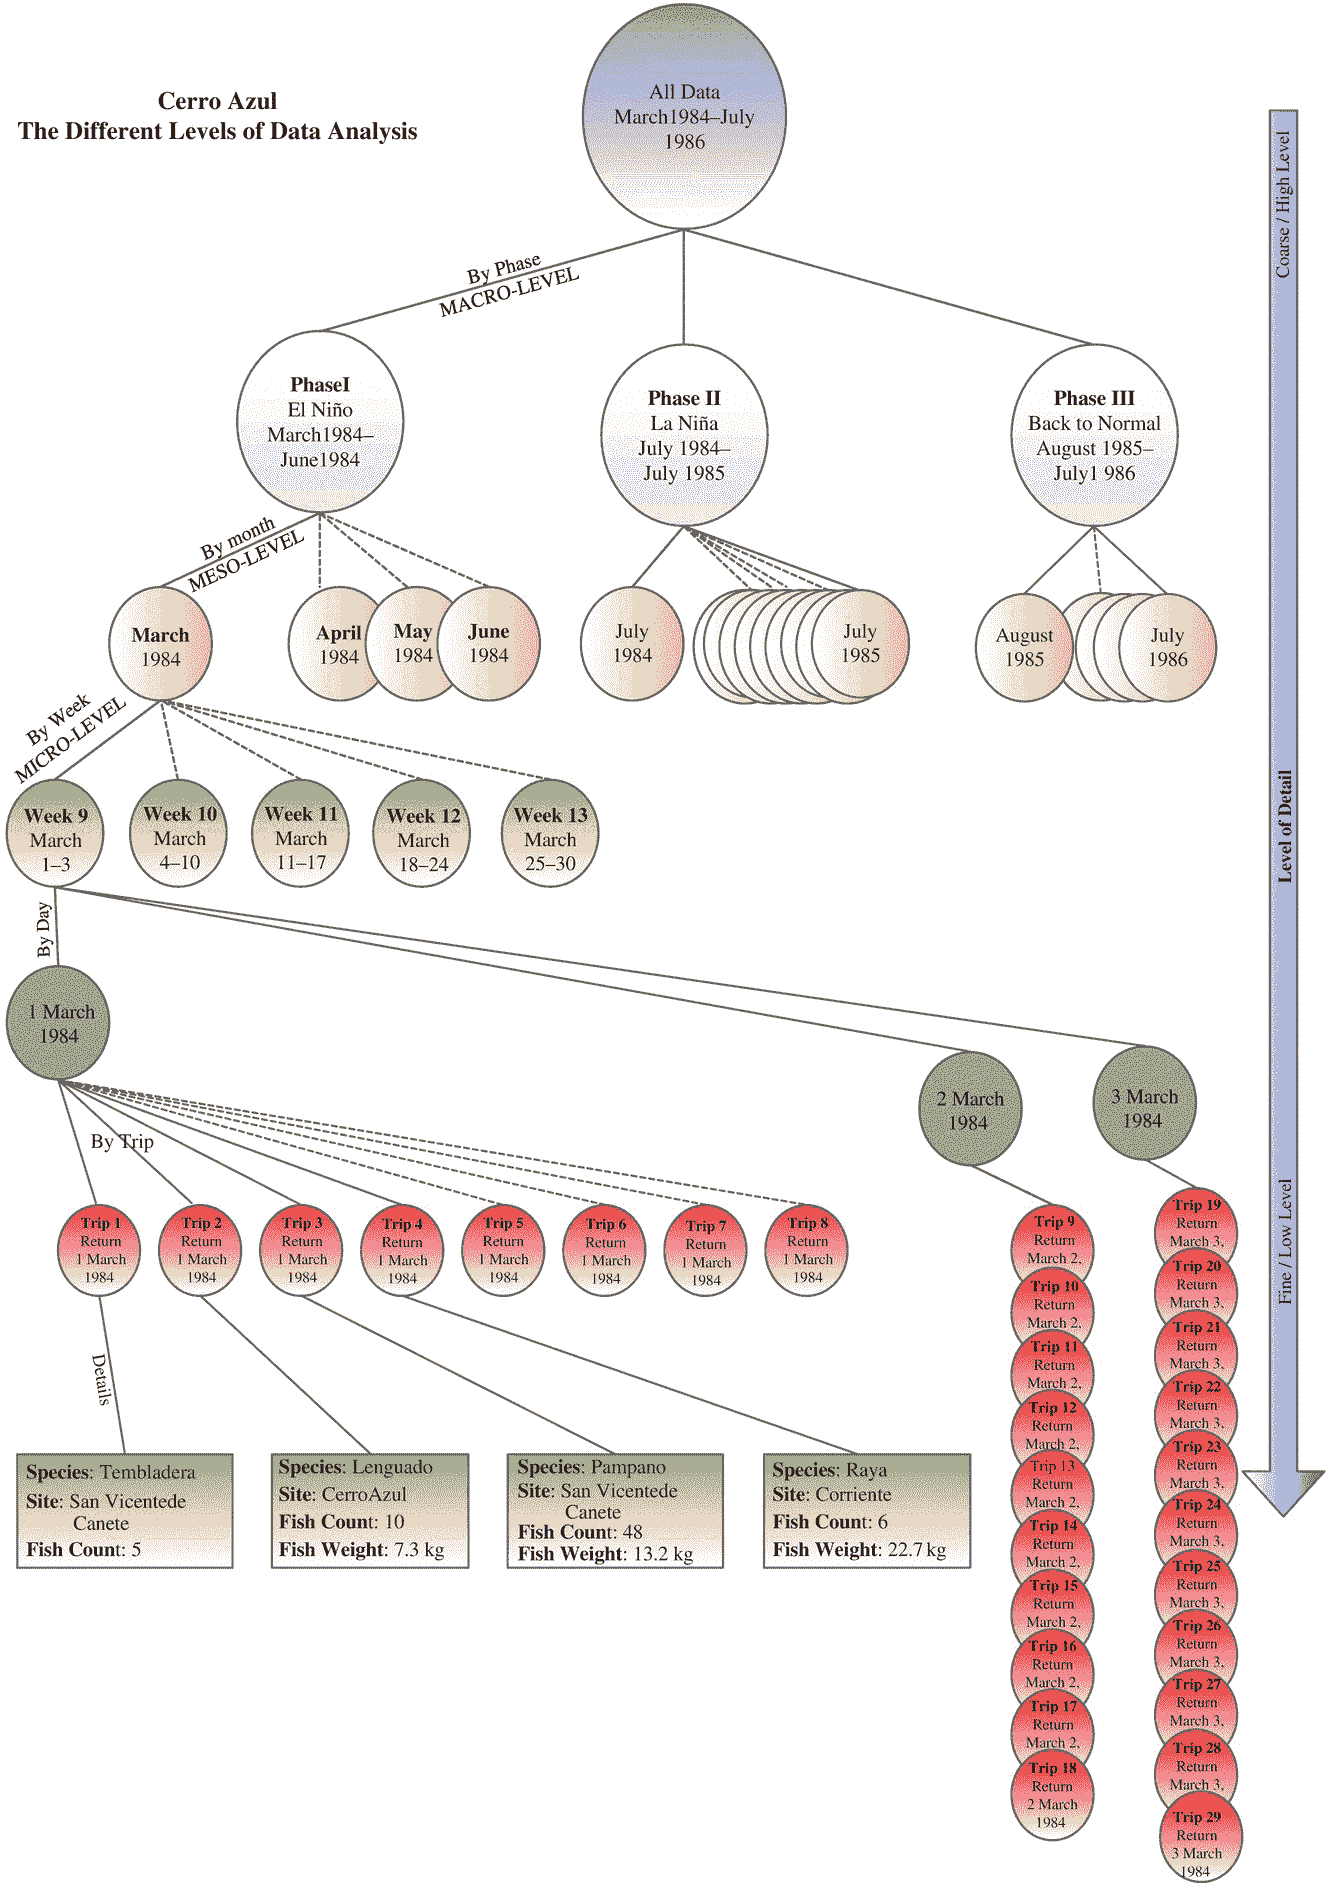 Cerro Azul
The Different Levels of Data Analysis
All Data
March1984–July
1986
Coarse / High Level
Level of Detail
Fine / Low Level
By Phase
MACRO-LEVEL
PhaseI
El Niño
March1984–
June1984
Phase II
La Niña
July 1984–
July 1985
Phase III
Back to Normal
August 1985–
July1 986
By month
MESO-LEVEL
March
1984
April
1984
May
1984
June
1984
July
1984
July
1985
August
1985
July
1986
By Week
MICRO-LEVEL
Week 9
March
1–3
Week 10
March
4–10
Week 11
March
11–17
Week 12
March
18–24
Week 13
March
25–30
By Day
1 March
1984
2 March
1984
3 March
1984
By Trip
Trip 1
Return
1 March
1984
Trip 2
Return
1 March
1984
Trip 3
Return
1 March
1984
Trip 4
Return
1 March
1984
Trip 5
Return
1 March
1984
Trip 6
Return
1 March
1984
Trip 7
Return
1 March
1984
Trip 8
Return
1 March
1984
Details
Species: Tembladera
Site: San Vicentede
Canete
Fish Count: 5
Species: Lenguado
Site: CerroAzul
Fish Count: 10
Fish Weight: 7.3 kg
Species: Pampano
Site: San Vicentede
Canete
Fish Count: 48
Fish Weight: 13.2 kg
Species: Raya
Site: Corriente
Fish Count: 6
Fish Weight: 22.7 kg
Trip 9
Return
March 2,
Trip 10
Return
March 2,
Trip 11
Return
March 2,
Trip 12
Return
March 2,
Trip 13
Return
March 2,
Trip 14
Return
March 2,
Trip 15
Return
March 2,
Trip 16
Return
March 2,
Trip 17
Return
March 2,
Trip 18
Return
2 March
1984
Trip 19
Return
March 3,
Trip 20
Return
March 3,
Trip 21
Return
March 3,
Trip 22
Return
March 3,
Trip 23
Return
March 3,
Trip 24
Return
March 3,
Trip 25
Return
March 3,
Trip 26
Return
March 3,
Trip 27
Return
March 3,
Trip 28
Return
March 3,
Trip 29
Return
3 March
1984